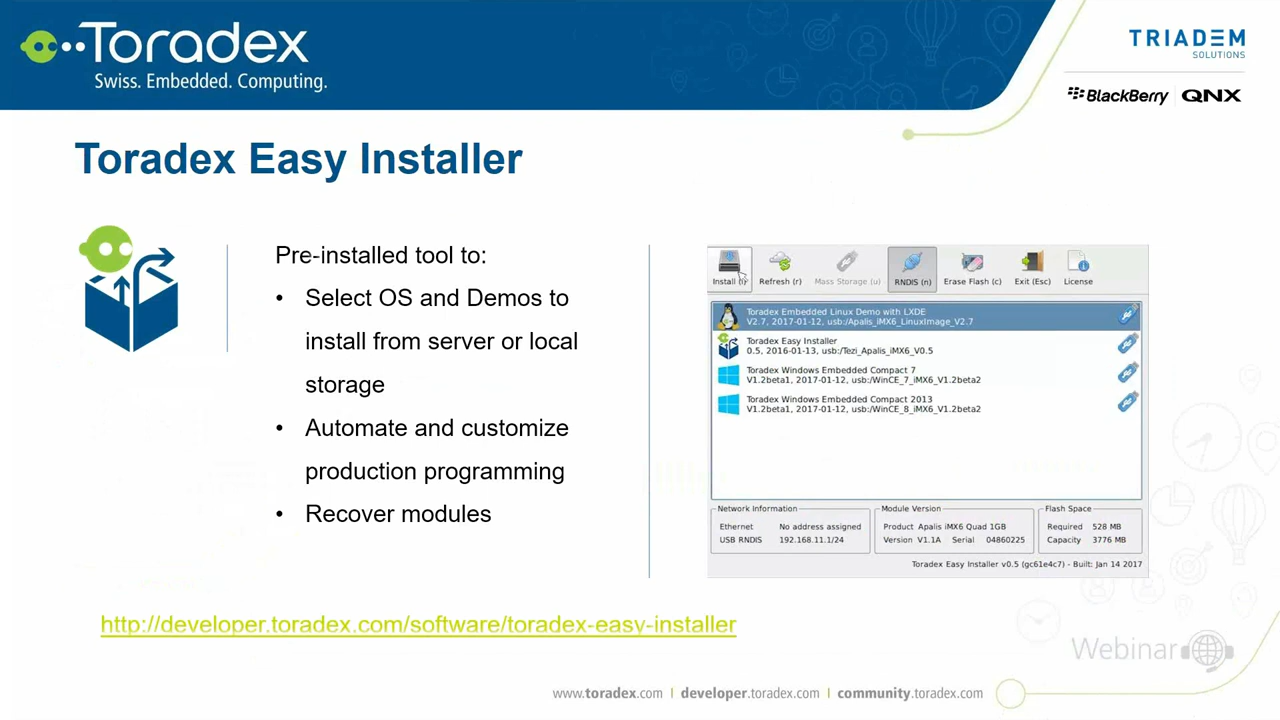 Toradex
Swiss. Embedded. Computing.
TRIADEM
SOLUTIONS
BlackBerry QNX
Toradex Easy Installer
Pre-installed tool to:
• Select OS and Demos to
install from server or local
storage
• Automate and customize
production programming
• Recover modules
Install (i) Refresh (r) Mass Storage (u) RNDIS (n) Erase Flash (c) Exit (Esc) License
Toradex Embedded Linux Demo with LXDE
V2.7, 2017-01-12, usb:/Apalis_iMX6_LinuxImage_V2.7
Toradex Easy Installer
0.5, 2016-01-13, usb:/Tezi_Apalis_iMX6_V0.5
Toradex Windows Embedded Compact 7
V1.2beta1, 2017-01-12, usb:/WinCE_7_iMX6_V1.2beta2
Toradex Windows Embedded Compact 2013
V1.2beta1, 2017-01-12, usb:/WinCE_8_iMX6_V1.2beta2
Network Information Module Version Flash Space
Ethernet No address assigned Product Apalis iMX6 Quad 1GB Required 528 MB
USB RNDIS 192.168.11.1/24 Version V1.1A Serial 04860225 Capacity 3776 MB
Toradex Easy Installer v0.5 (gc61e4c7) - Built: Jan 14 2017
http://developer.toradex.com/software/toradex-easy-installer
Webinar
www.toradex.com | developer.toradex.com | community.toradex.com